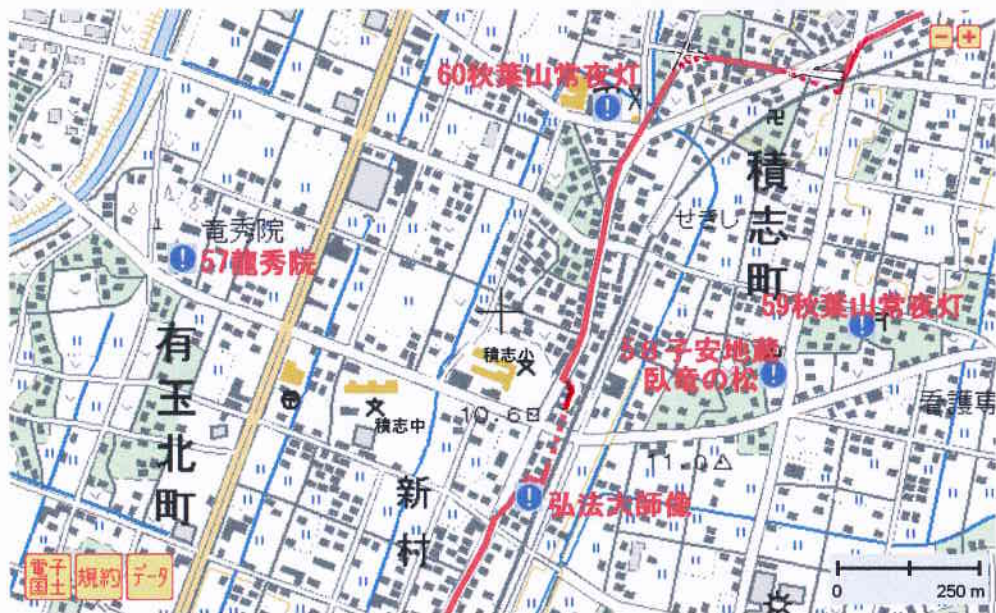 60秋葉山常夜灯
積志町
せきし
竜秀院
57龍秀院
59秋葉山常夜灯
58子安地蔵
臥竜の松
積志小
有玉北町
積志中
10.6
看護専
11.0
新村
弘法大師像
電子
国土
規約
データ
0
250 m